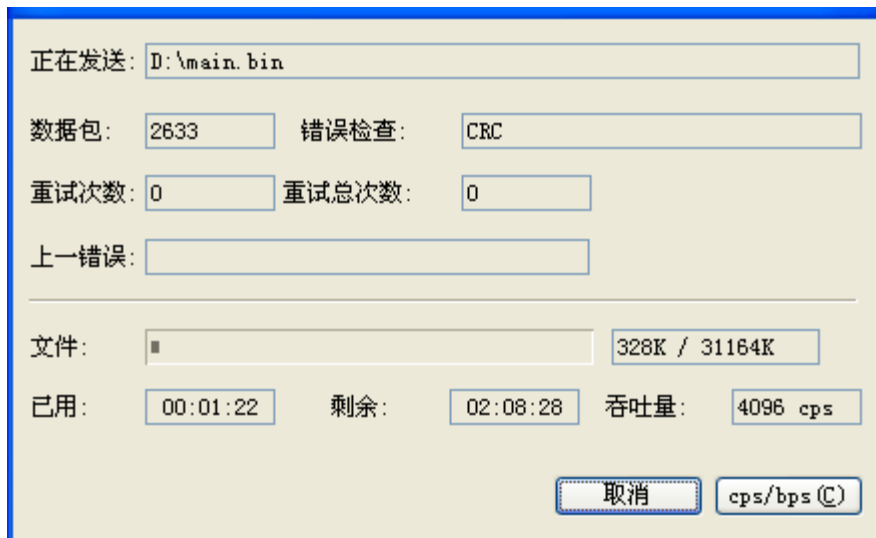 正在发送: D:\main.bin
数据包: 2633 错误检查: CRC
重试次数: 0 重试总次数: 0
上一错误:
文件: 328K / 31164K
已用: 00:01:22 剩余: 02:08:28 吞吐量: 4096 cps
取消 cps/bps(C)